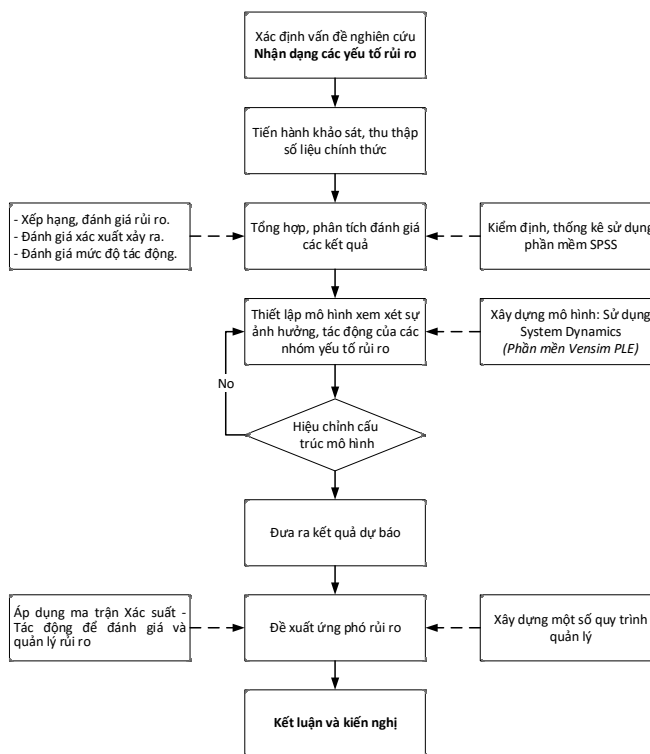 Xác định vấn đề nghiên cứu
Nhận dạng các yếu tố rủi ro
Tiến hành khảo sát, thu thập
số liệu chính thức
- Xếp hạng, đánh giá rủi ro.
- Đánh giá xác xuất xảy ra.
- Đánh giá mức độ tác động.
Tổng hợp, phân tích đánh giá
các kết quả
Kiểm định, thống kê sử dụng
phần mềm SPSS
Thiết lập mô hình xem xét sự
ảnh hưởng, tác động của các
nhóm yếu tố rủi ro
Xây dựng mô hình: Sử dụng
System Dynamics
(Phần mền Vensim PLE)
No
Hiệu chỉnh cấu
trúc mô hình
Đưa ra kết quả dự báo
Áp dụng ma trận Xác suất -
Tác động để đánh giá và
quản lý rủi ro
Đề xuất ứng phó rủi ro
Xây dựng một số quy trình
quản lý
Kết luận và kiến nghị